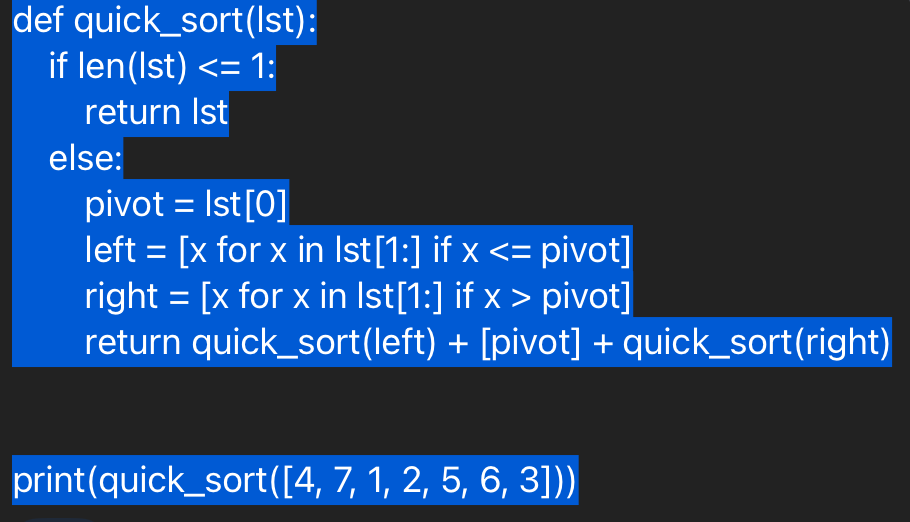 def quick_sort(lst):
    if len(lst) <= 1:
        return lst
    else:
        pivot = lst[0]
        left = [x for x in lst[1:] if x <= pivot]
        right = [x for x in lst[1:] if x > pivot]
        return quick_sort(left) + [pivot] + quick_sort(right)
print(quick_sort([4, 7, 1, 2, 5, 6, 3]))